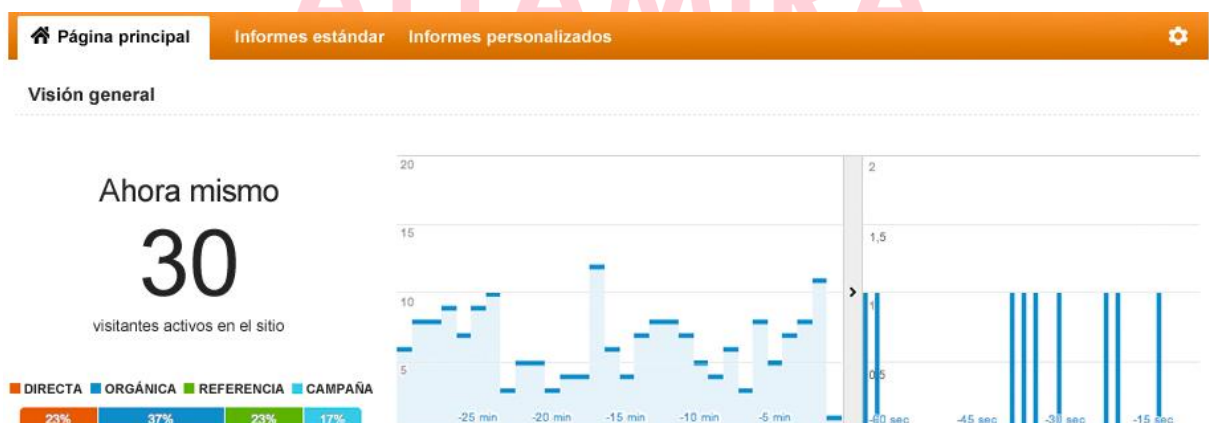 ALTAMIRA
Página principal Informes estándar Informes personalizados
Visión general
Ahora mismo
30
visitantes activos en el sitio
DIRECTA ORGÁNICA REFERENCIA CAMPAÑA
23% 37% 23% 17%
20
15
10
5
-25 min -20 min -15 min -10 min -5 min
2
1,5
1
0,5
-60 sec -45 sec -30 sec -15 sec